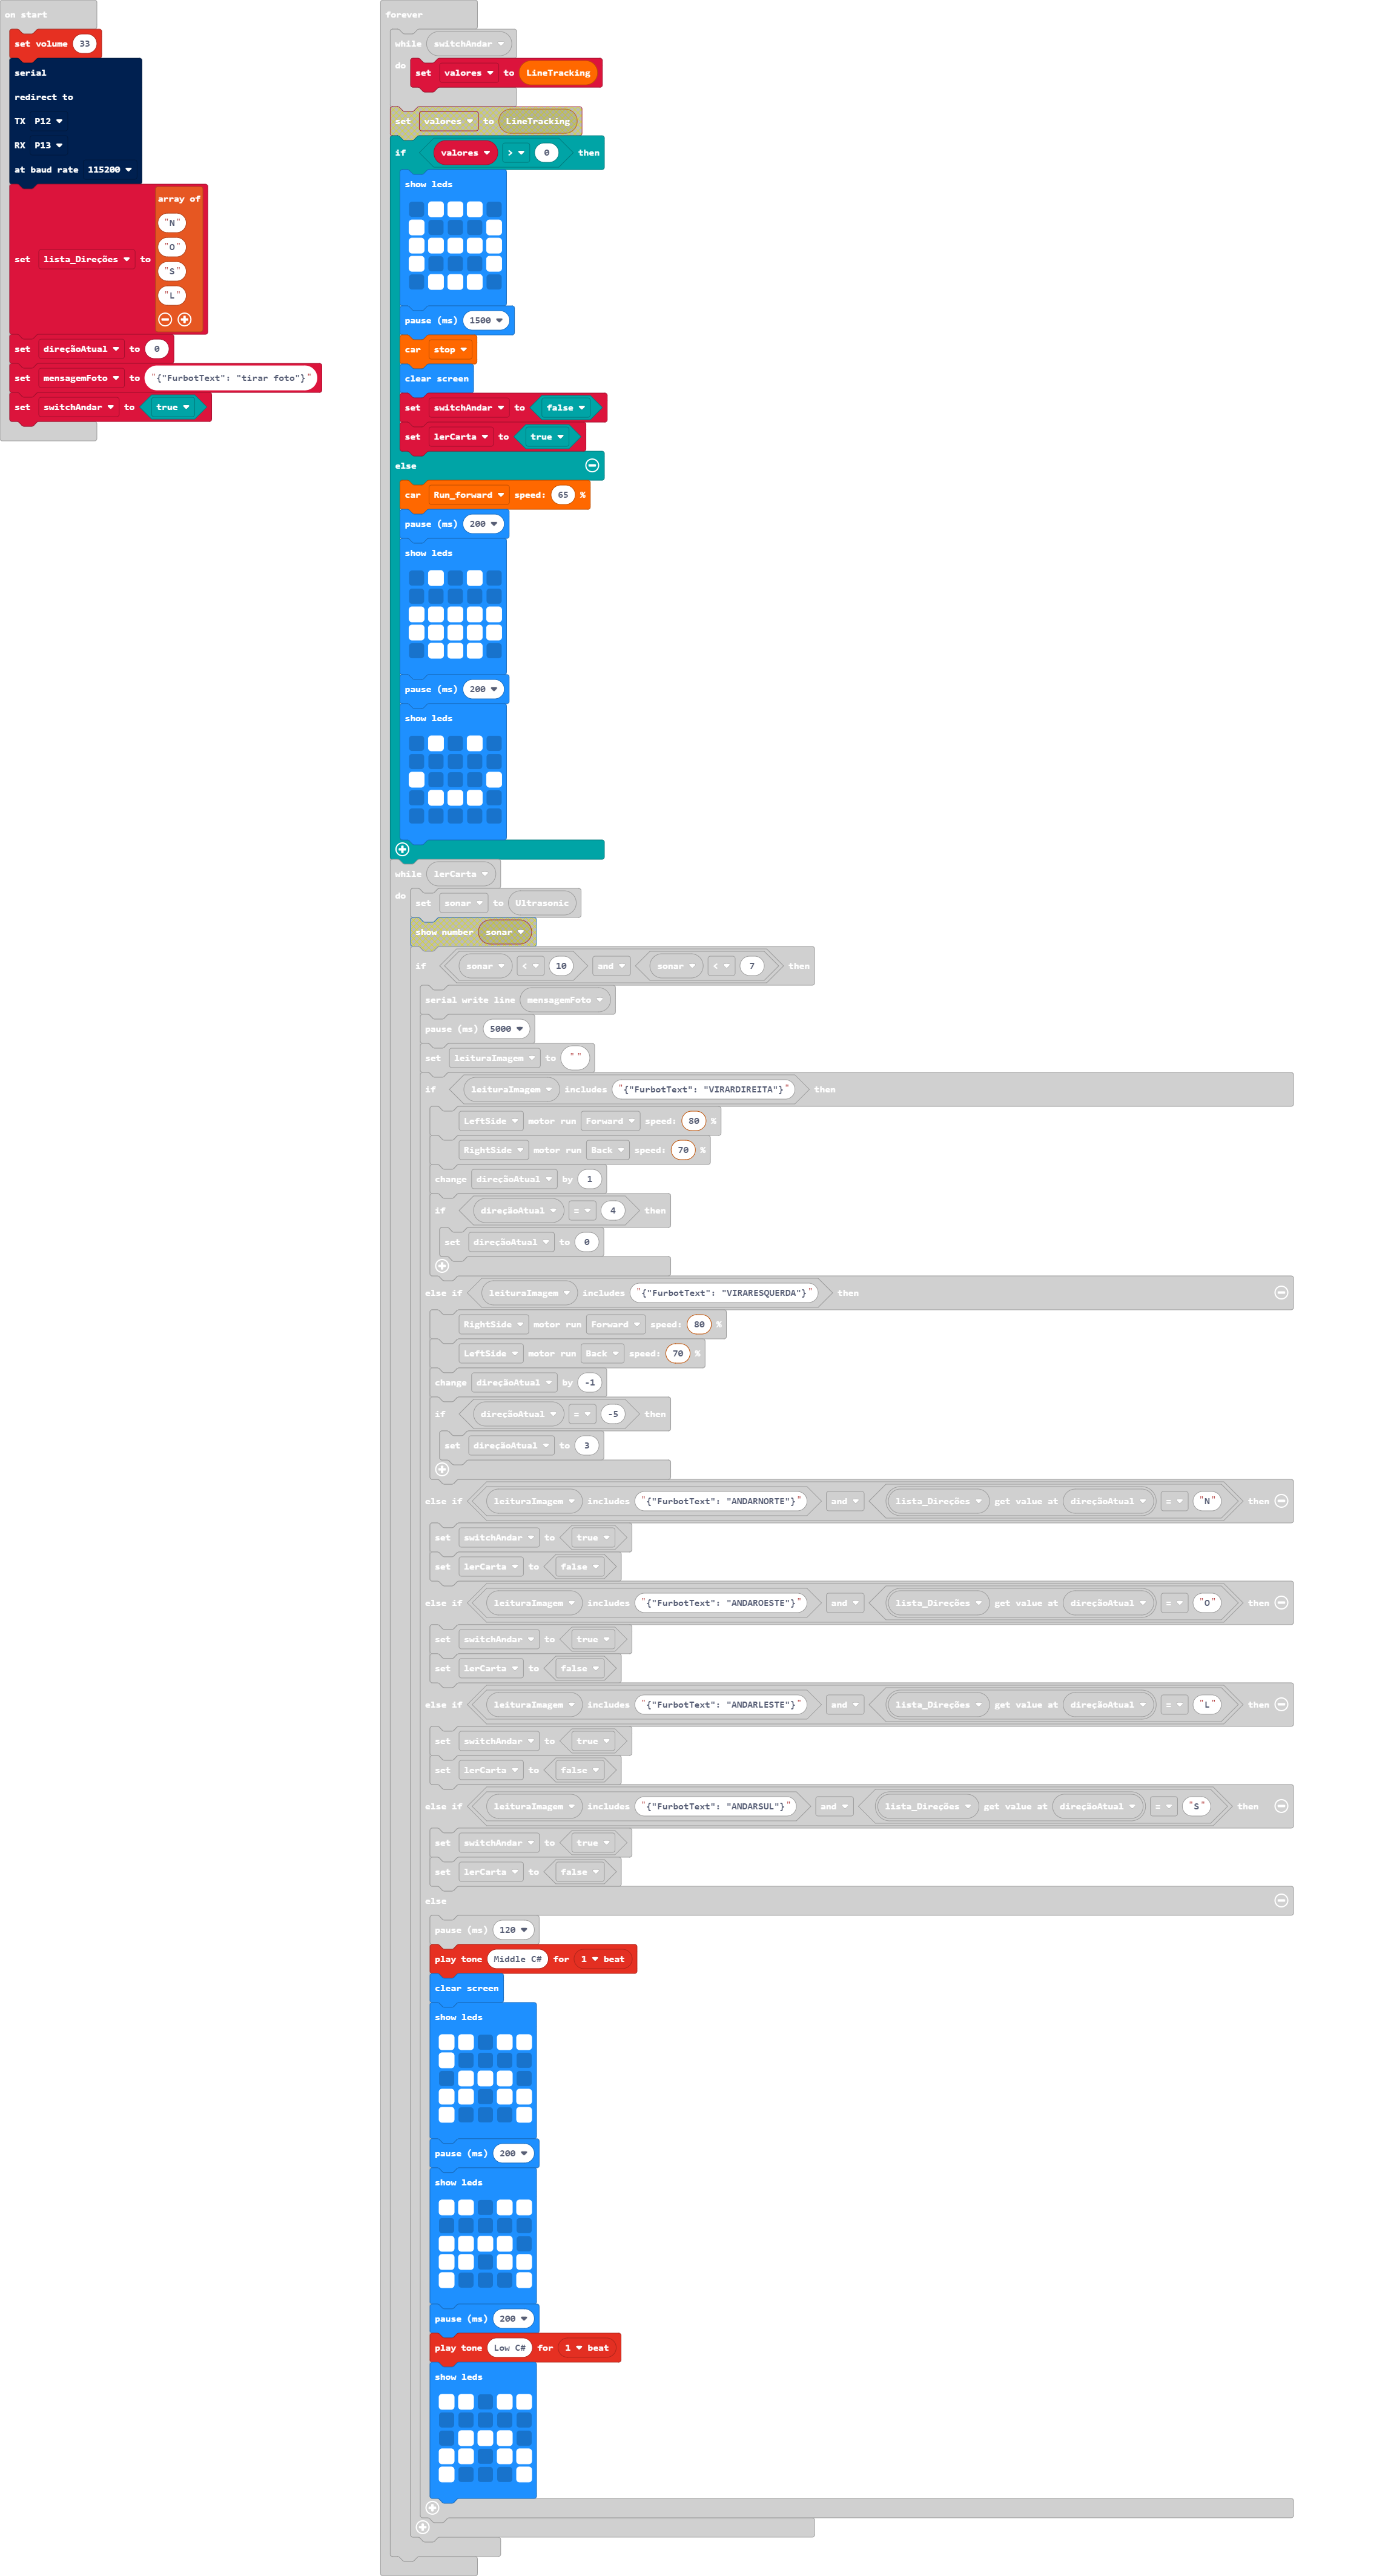 on start
set volume 33
serial
redirect to
TX P12
RX P13
at baud rate 115200
set lista_Direções to array of
"N"
"O"
"S"
"L"
set direçãoAtual to 0
set mensagemFoto to "{"FurbotText": "tirar foto"}"
set switchAndar to true
forever
while switchAndar
do
set valores to LineTracking
set valores to LineTracking
if valores > 0 then
show leds
pause (ms) 1500
car stop
clear screen
set switchAndar to false
set lerCarta to true
else
car Run_forward speed: 65 %
pause (ms) 200
show leds
pause (ms) 200
show leds
while lerCarta
do
set sonar to Ultrasonic
show number sonar
if sonar < 10 and sonar < 7 then
serial write line mensagemFoto
pause (ms) 5000
set leituraImagem to " "
if leituraImagem includes "{"FurbotText": "VIRARDIREITA"}" then
LeftSide motor run Forward speed: 80 %
RightSide motor run Back speed: 70 %
change direçãoAtual by 1
if direçãoAtual = 4 then
set direçãoAtual to 0
else if leituraImagem includes "{"FurbotText": "VIRARESQUERDA"}" then
RightSide motor run Forward speed: 80 %
LeftSide motor run Back speed: 70 %
change direçãoAtual by -1
if direçãoAtual = -5 then
set direçãoAtual to 3
else if leituraImagem includes "{"FurbotText": "ANDARNORTE"}" and lista_Direções get value at direçãoAtual = "N" then
set switchAndar to true
set lerCarta to false
else if leituraImagem includes "{"FurbotText": "ANDAROESTE"}" and lista_Direções get value at direçãoAtual = "O" then
set switchAndar to true
set lerCarta to false
else if leituraImagem includes "{"FurbotText": "ANDARLESTE"}" and lista_Direções get value at direçãoAtual = "L" then
set switchAndar to true
set lerCarta to false
else if leituraImagem includes "{"FurbotText": "ANDARSUL"}" and lista_Direções get value at direçãoAtual = "S" then
set switchAndar to true
set lerCarta to false
else
pause (ms) 120
play tone Middle C# for 1 beat
clear screen
show leds
pause (ms) 200
show leds
pause (ms) 200
play tone Low C# for 1 beat
show leds